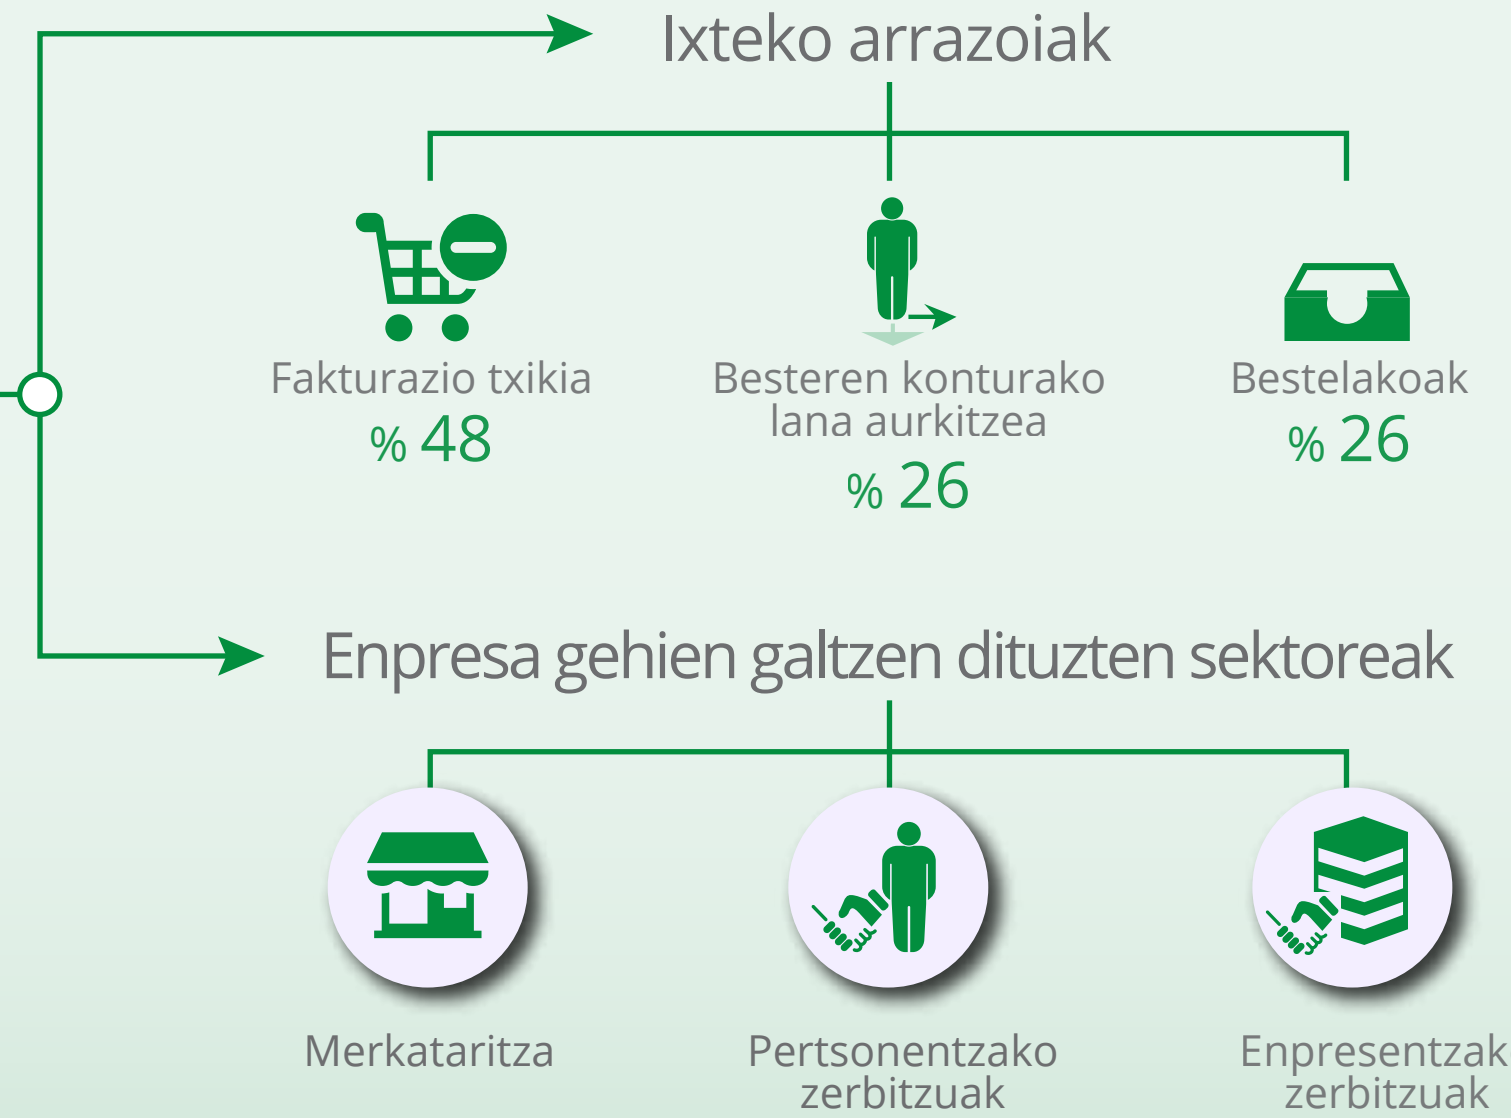 Ixteko arrazoiak
Fakturazio txikia
% 48
Besteren konturako
lana aurkitzea
% 26
Bestelakoak
% 26
Enpresa gehien galtzen dituzten sektoreak
Merkataritza
Pertsonentzako
zerbitzuak
Enpresentzak
zerbitzuak